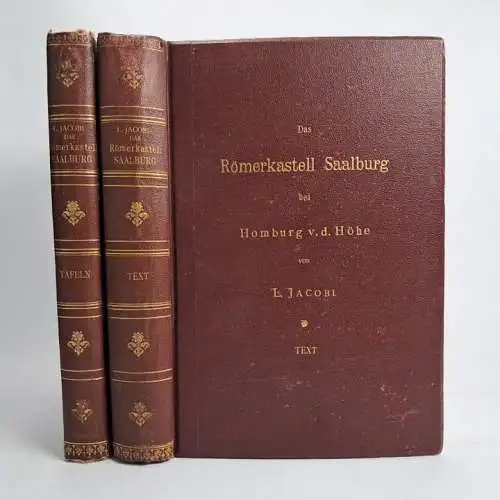 L. JACOBI
DAS
Römerkastell
SAALBURG
TAFELN
L. JACOBI
DAS
Römerkastell
SAALBURG
TEXT
Das
Römerkastell Saalburg
bei
Homburg v. d. Höhe
von
L. JACOBI.
TEXT